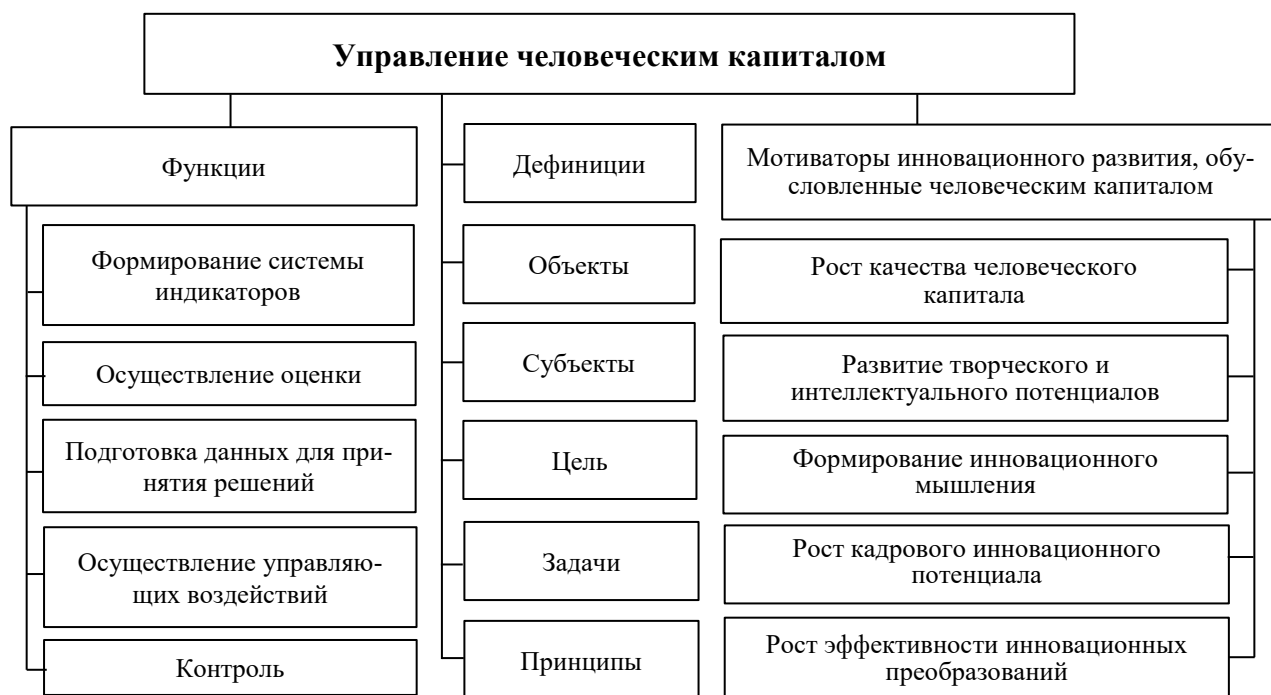 Управление человеческим капиталом
Функции
Формирование системы
индикаторов
Осуществление оценки
Подготовка данных для при-
нятия решений
Осуществление управляю-
щих воздействий
Контроль
Дефиниции
Объекты
Субъекты
Цель
Задачи
Принципы
Мотиваторы инновационного развития, обу-
словленные человеческим капиталом
Рост качества человеческого
капитала
Развитие творческого и
интеллектуального потенциалов
Формирование инновационного
мышления
Рост кадрового инновационного
потенциала
Рост эффективности инновационных
преобразований